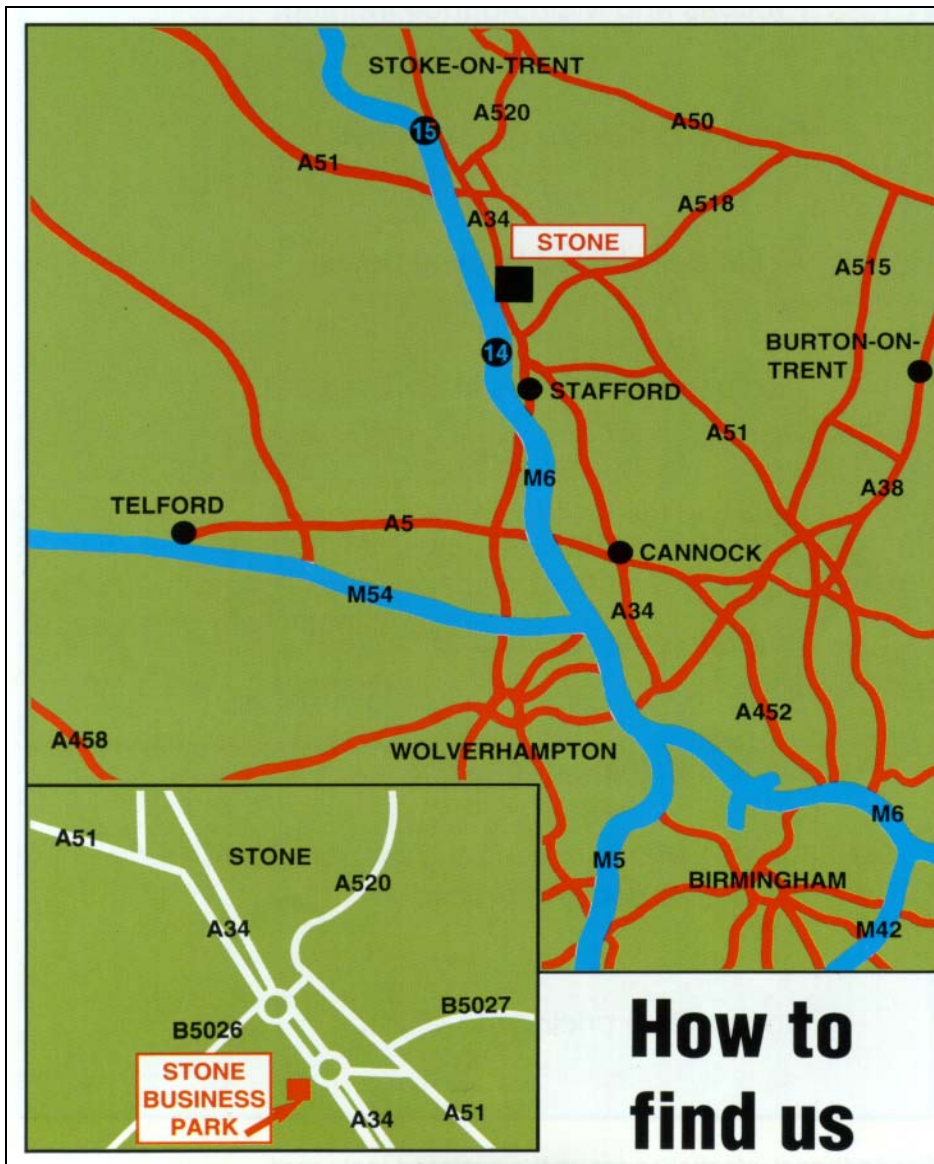 STOKE-ON-TRENT
A520
A50
15
A51
A518
A34
STONE
A515
14
BURTON-ON-
TRENT
STAFFORD
A51
M6
A38
TELFORD
A5
CANNOCK
M54
A34
A452
A458
WOLVERHAMPTON
M6
M5
BIRMINGHAM
M42
A51
STONE
A520
A34
B5027
B5026
STONE
BUSINESS
PARK
A34
A51
How to
find us